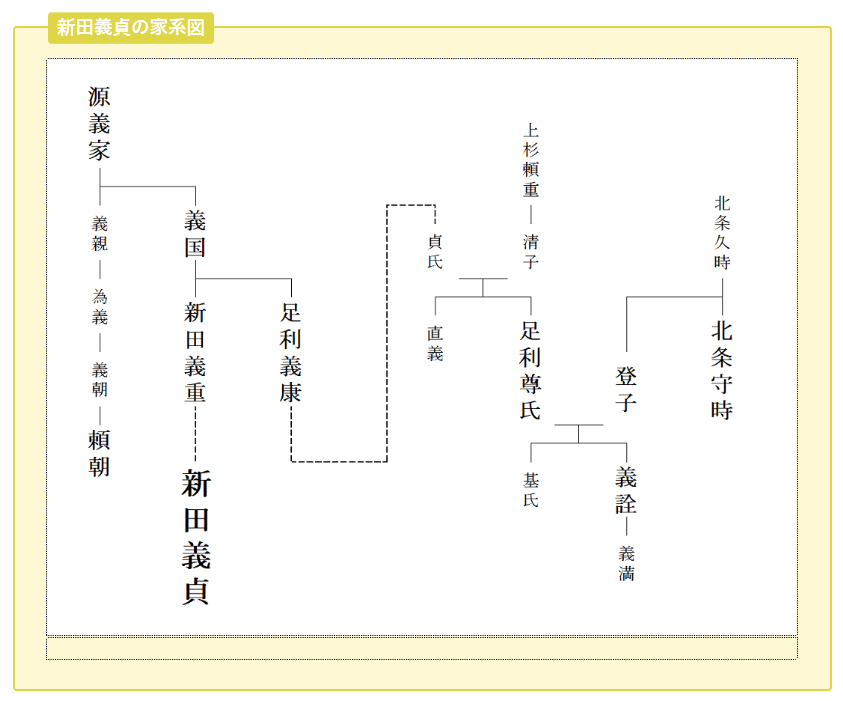 新田義貞の家系図
源義家
義親
為義
義朝
頼朝
義国
新田義重
新田義貞
足利義康
貞氏
直義
上杉頼重
清子
足利尊氏
基氏
登子
義詮
義満
北条久時
北条守時